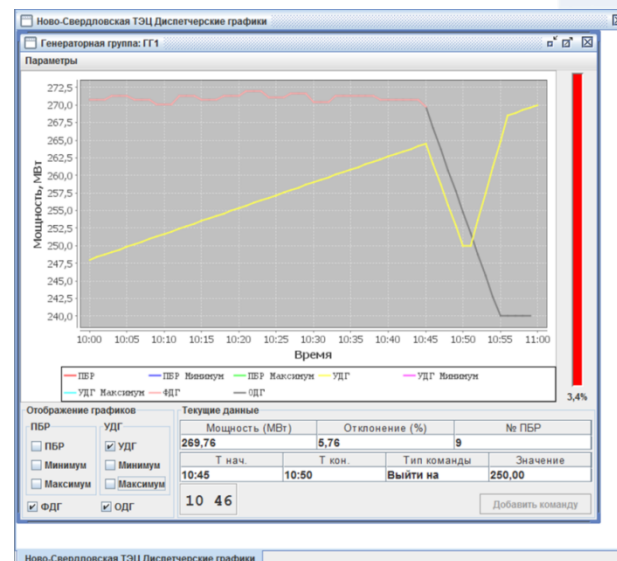 Ново-Свердловская ТЭЦ Диспетчерские графики
Генераторная группа: ГГ1
Параметры
272,5
270,0
267,5
265,0
262,5
260,0
257,5
255,0
252,5
250,0
247,5
245,0
242,5
240,0
Мощность, МВт
10:00 10:05 10:10 10:15 10:20 10:25 10:30 10:35 10:40 10:45 10:50 10:55 11:00
Время
ПБР ПБР Минимум ПБР Максимум УДГ УДГ Минимум
УДГ Максимум ФДГ ОДГ
3,4%
Отображение графиков Текущие данные
ПБР УДГ
Мощность (МВт) Отклонение (%) № ПБР
269,76 5,76 9
ПБР УДГ
Т нач. Т кон. Тип команды Значение
Минимум Минимум
10:45 10:50 Выйти на 250,00
Максимум Максимум
10 46
ФДГ ОДГ
Добавить команду
Ново-Свердловская ТЭЦ Диспетчерские графики